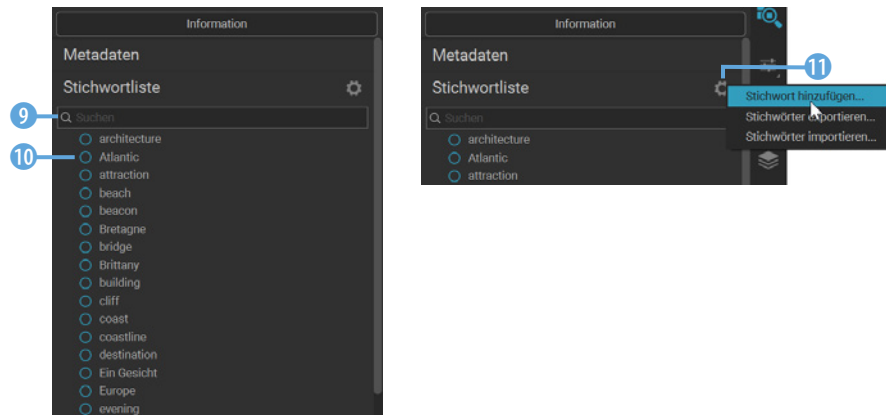 Information
Metadaten
Stichwortliste
9
Suchen
architecture
10
Atlantic
attraction
beach
beacon
Bretagne
bridge
Brittany
building
cliff
coast
coastline
destination
Ein Gesicht
Europe
evening
Information
Metadaten
11
Stichwortliste
Stichwort hinzufügen...
Suchen
Stichwörter exportieren...
architecture
Stichwörter importieren...
Atlantic
attraction